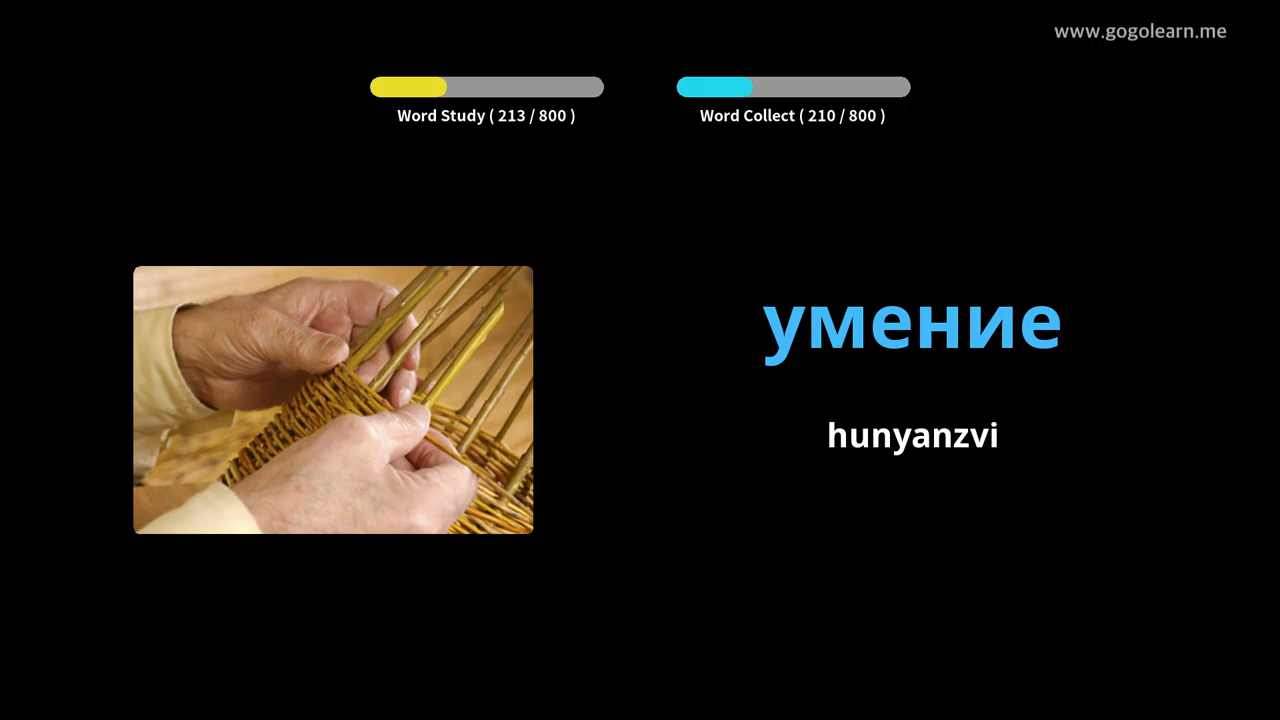 www.gogolearn.me
Word Study ( 213 / 800 )
Word Collect ( 210 / 800 )
умение
hunyanzvi